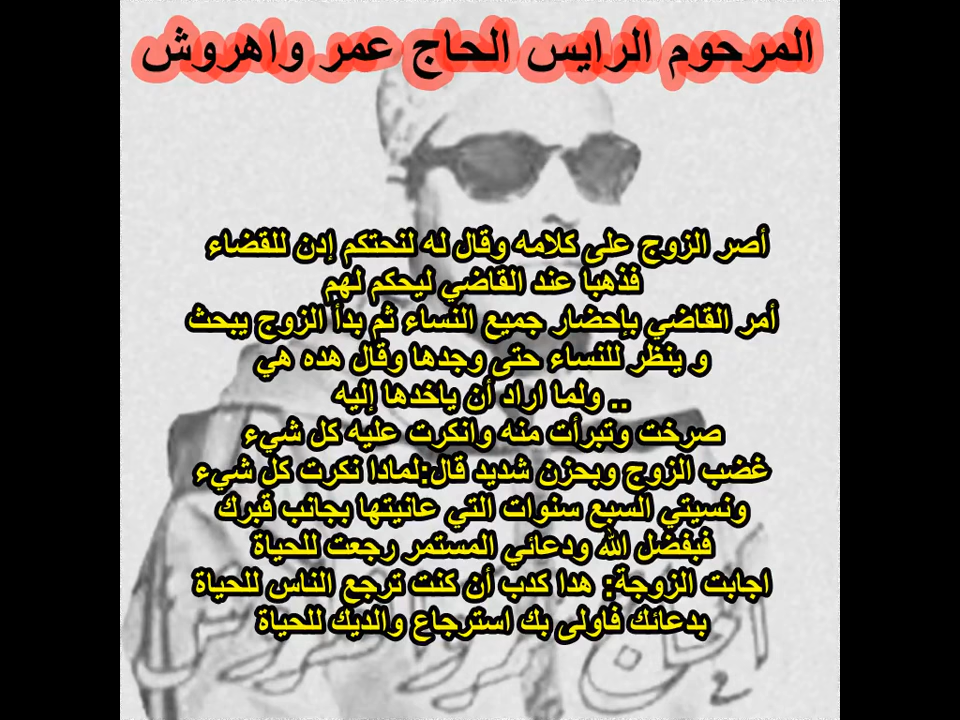 المرحوم الرايس الحاج عمر واهروش
أصر الزوج على كلامه وقال له لنحتكم إدن للقضاء
فذهبا عند القاضي ليحكم لهم
أمر القاضي بإحضار جميع النساء ثم بدأ الزوج يبحث
و ينظر للنساء حتى وجدها وقال هده هي
.. ولما اراد أن ياخدها إليه
صرخت وتبرأت منه وانكرت عليه كل شيء
غضب الزوج وبحزن شديد قال:لمادا نكرت كل شيء
ونسيتي السبع سنوات التي عانيتها بجانب قبرك
فبفضل الله ودعائي المستمر رجعت للحياة
اجابت الزوجة: هدا كدب أن كنت ترجع الناس للحياة
بدعائك فاولى بك استرجاع والديك للحياة
2